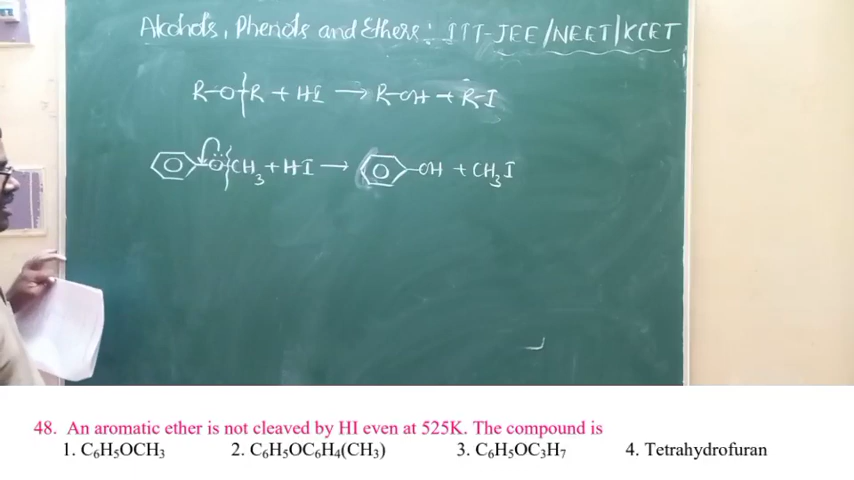 Alcohols, Phenols and Ethers: IIT-JEE/NEET/KCET
R-O-R + HI → R-OH + R-I
O CH3 + HI → OH + CH3I
48. An aromatic ether is not cleaved by HI even at 525K. The compound is
1. C₆H₅OCH₃ 2. C₆H₅OC₆H₄(CH₃) 3. C₆H₅OC₃H₇ 4. Tetrahydrofuran